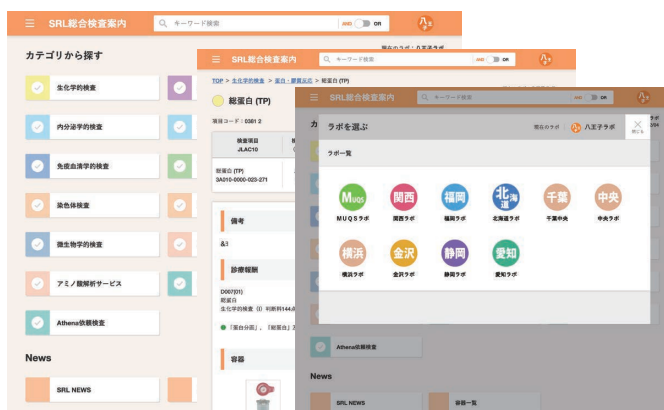 SRL総合検査案内
キーワード検索
AND OR
カテゴリから探す
生化学的検査
内分泌学的検査
免疫血清学的検査
染色体検査
微生物学的検査
アミノ酸解析サービス
Athena依頼検査
News
SRL NEWS
SRL総合検査案内
キーワード検索
AND OR
TOP > 生化学的検査 > 蛋白・膠質反応 > 総蛋白 (TP)
総蛋白 (TP)
項目コード：0381 2
検査項目
JLAC10
総蛋白 (TP)
3A010-0000-023-271
備考
&1
診療報酬
D007(01)
総蛋白
生化学的検査（I）判断料144点
容器
SRL総合検査案内
キーワード検索
AND OR
ラボを選ぶ
現在のラボ：
八王子ラボ
閉じる
ラボ一覧
MUQS
関西
福岡
北海道
千葉
中央
MUQSラボ
関西ラボ
福岡ラボ
北海道ラボ
千葉中央
中央ラボ
横浜
金沢
静岡
愛知
横浜ラボ
金沢ラボ
静岡ラボ
愛知ラボ
Athena依頼検査
News
SRL NEWS
容器一覧